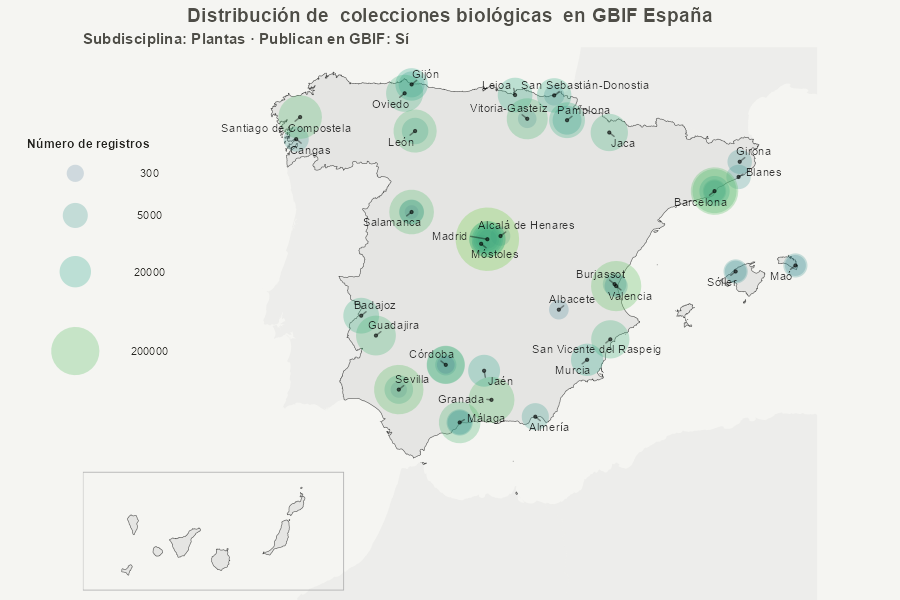 Distribución de colecciones biológicas en GBIF España
Subdisciplina: Plantas · Publican en GBIF: Sí
Gijón
Oviedo
Lejoa
San Sebastián-Donostia
Vitoria-Gasteiz
Pamplona
Santiago de Compostela
Cangas
León
Jaca
Número de registros
300
5000
20000
200000
Girona
Blanes
Barcelona
Salamanca
Alcalá de Henares
Madrid
Móstoles
Burjassot
Valencia
Sóller
Maó
Albacete
Badajoz
Guadajira
San Vicente del Raspeig
Murcia
Córdoba
Sevilla
Jaén
Granada
Málaga
Almería